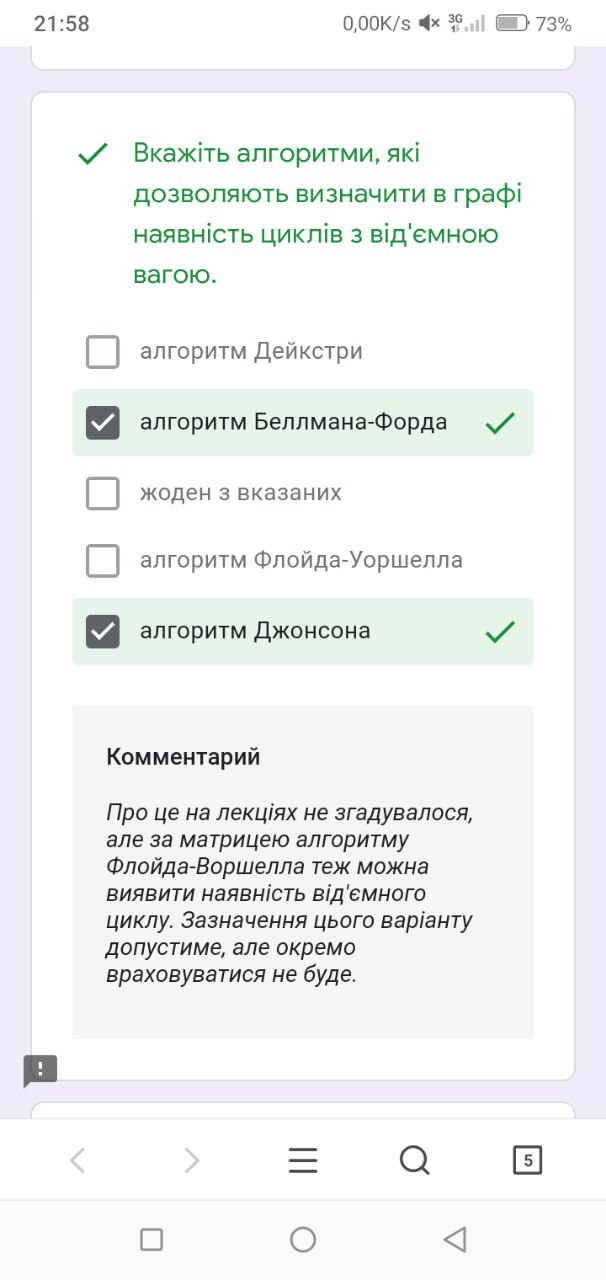 21:58 0,00K/s 3G 73%
Вкажіть алгоритми, які
дозволяють визначити в графі
наявність циклів з від'ємною
вагою.
алгоритм Дейкстри
алгоритм Беллмана-Форда
жоден з вказаних
алгоритм Флойда-Уоршелла
алгоритм Джонсона
Комментарий
Про це на лекціях не згадувалося,
але за матрицею алгоритму
Флойда-Воршелла теж можна
виявити наявність від'ємного
циклу. Зазначення цього варіанту
допустиме, але окремо
враховуватися не буде.
5